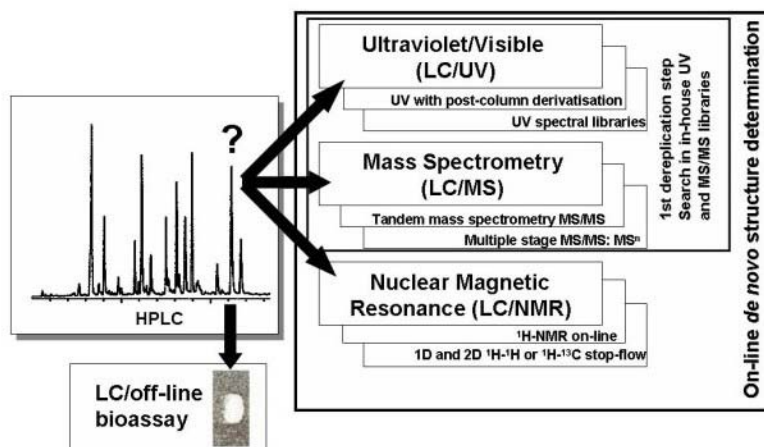 ?
HPLC
LC/off-line
bioassay
Ultraviolet/Visible
(LC/UV)
UV with post-column derivatisation
UV spectral libraries
Mass Spectrometry
(LC/MS)
Tandem mass spectrometry MS/MS
Multiple stage MS/MS: MSⁿ
Nuclear Magnetic
Resonance (LC/NMR)
¹H-NMR on-line
1D and 2D ¹H-¹H or ¹H-¹³C stop-flow
1st dereplication step
Search in in-house UV
and MS/MS libraries
On-line de novo structure determination